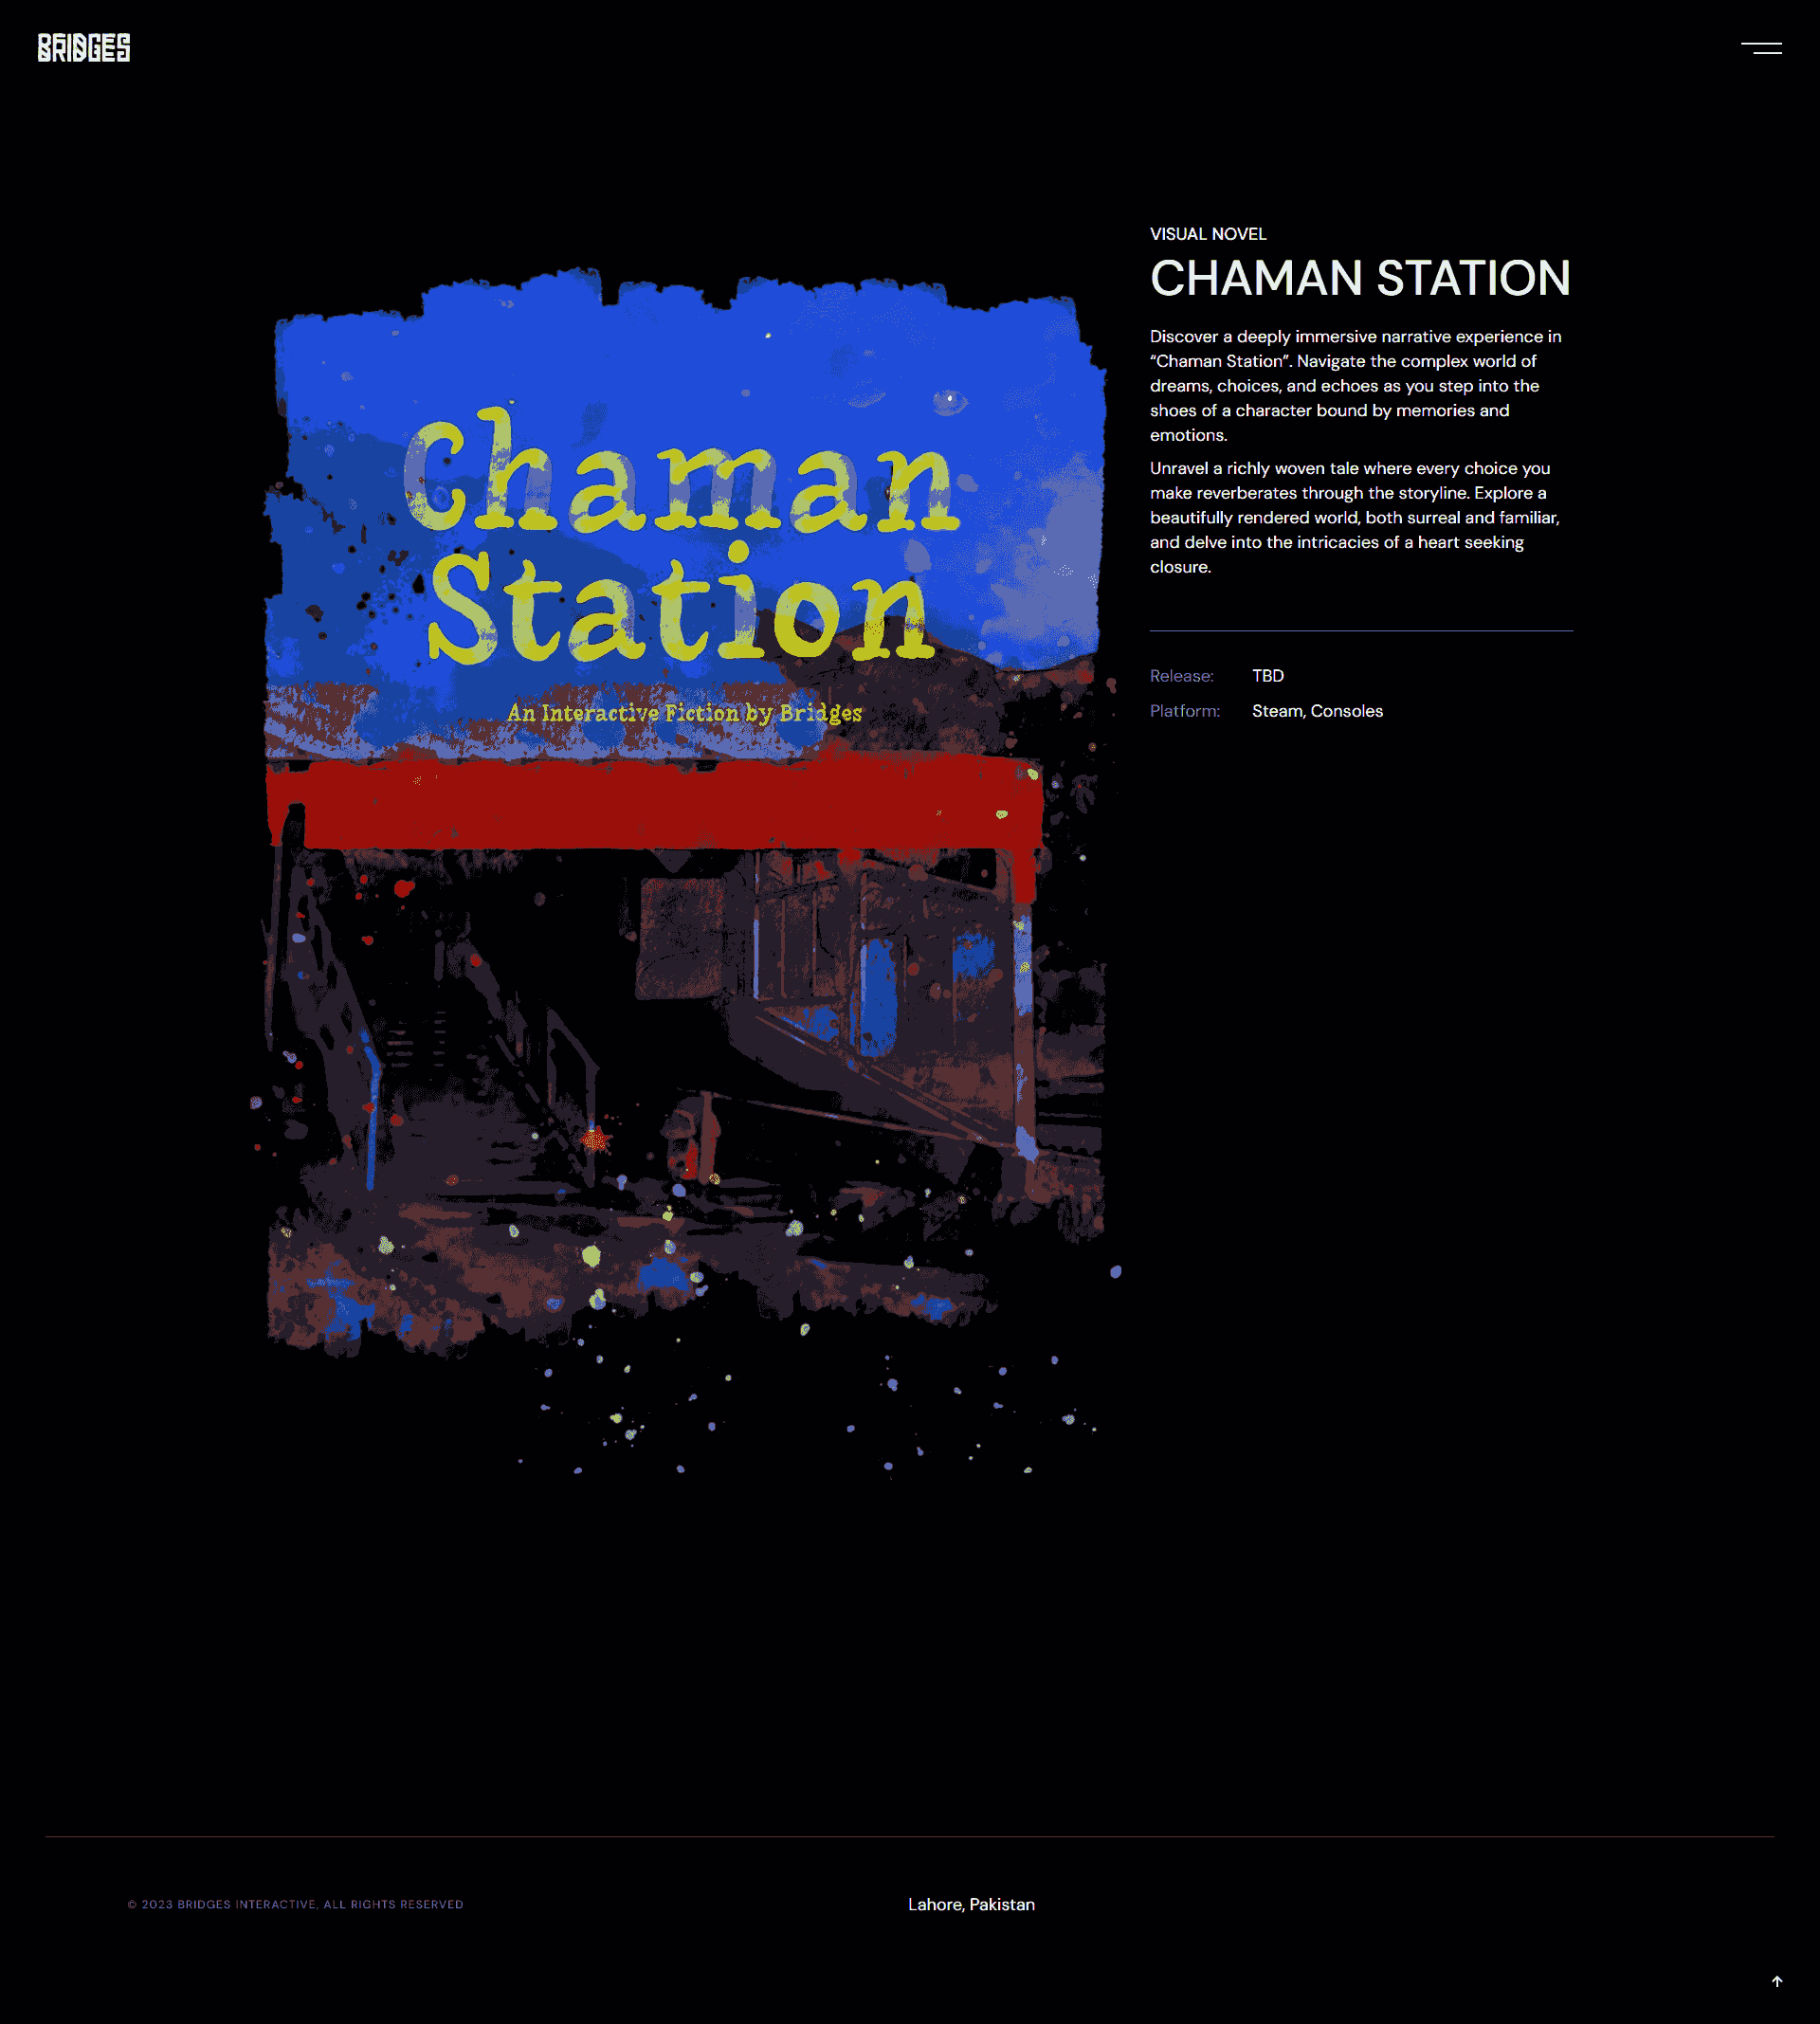 BRIDGES
Chaman
Station
An Interactive Fiction by Bridges
VISUAL NOVEL
CHAMAN STATION
Discover a deeply immersive narrative experience in
“Chaman Station”. Navigate the complex world of
dreams, choices, and echoes as you step into the
shoes of a character bound by memories and
emotions.
Unravel a richly woven tale where every choice you
make reverberates through the storyline. Explore a
beautifully rendered world, both surreal and familiar,
and delve into the intricacies of a heart seeking
closure.
Release: TBD
Platform: Steam, Consoles
© 2023 BRIDGES INTERACTIVE, ALL RIGHTS RESERVED
Lahore, Pakistan